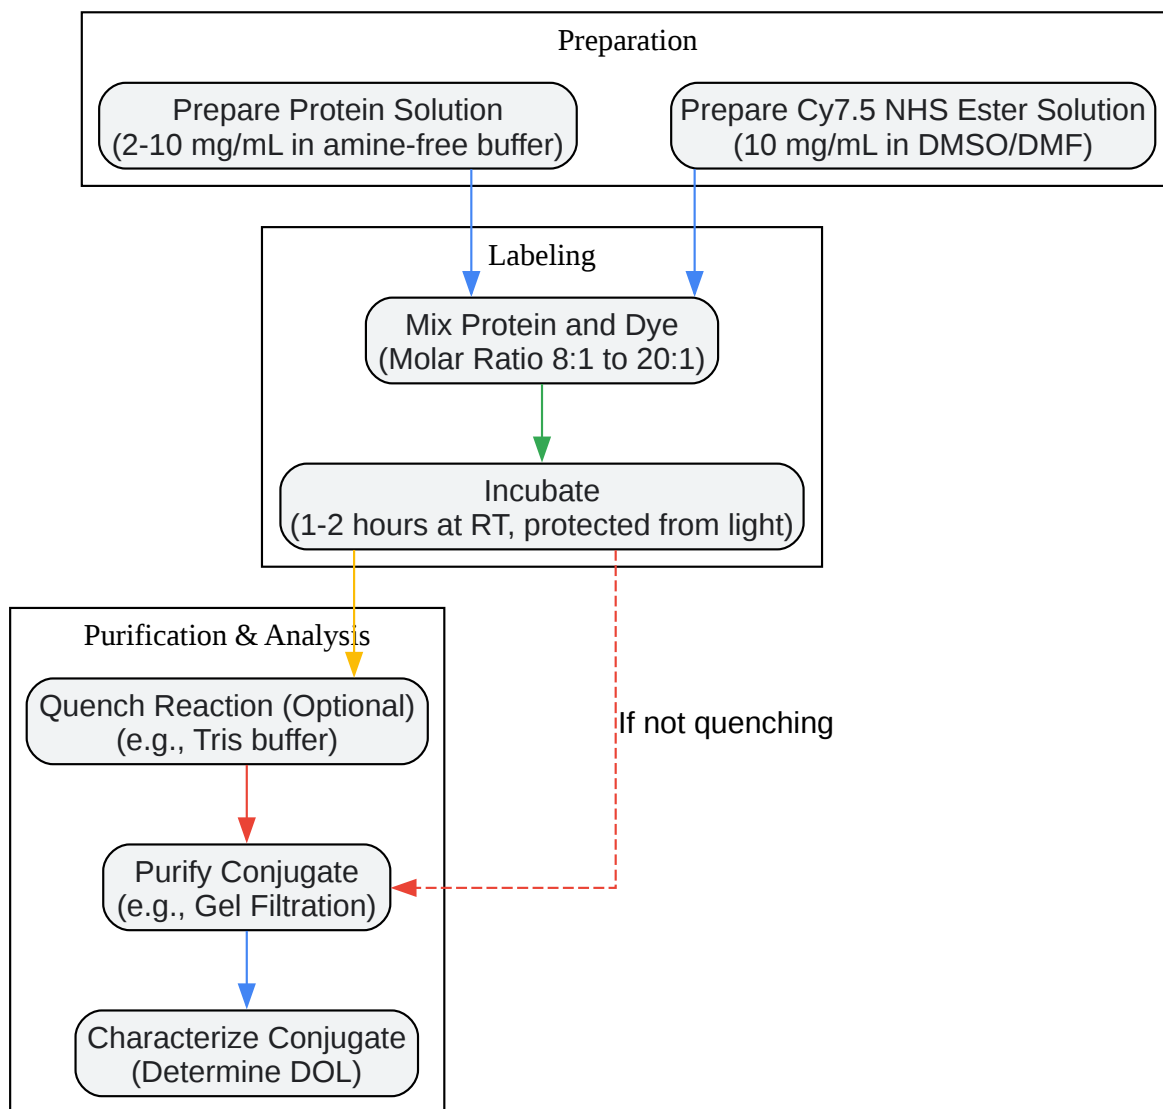 Preparation
Prepare Protein Solution
(2-10 mg/mL in amine-free buffer)
Prepare Cy7.5 NHS Ester Solution
(10 mg/mL in DMSO/DMF)
Labeling
Mix Protein and Dye
(Molar Ratio 8:1 to 20:1)
Incubate
(1-2 hours at RT, protected from light)
Purification & Analysis
Quench Reaction (Optional)
(e.g., Tris buffer)
If not quenching
Purify Conjugate
(e.g., Gel Filtration)
Characterize Conjugate
(Determine DOL)